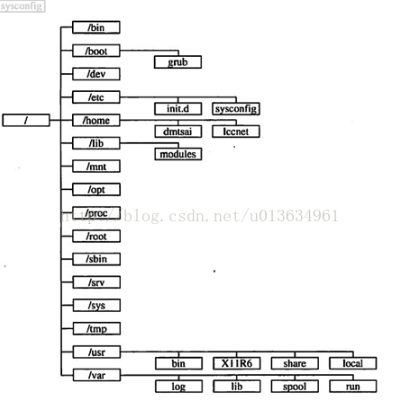 sysconfig
/bin
/boot
grub
/dev
/etc
init.d sysconfig
/ /home
dmtsai lccnet
/lib
modules
/mnt
/opt
/proc
http://blog.csdn.net/u013634961
/root
/sbin
/srv
/sys
/tmp
/usr
bin X11R6 share local
/var
log lib spool run